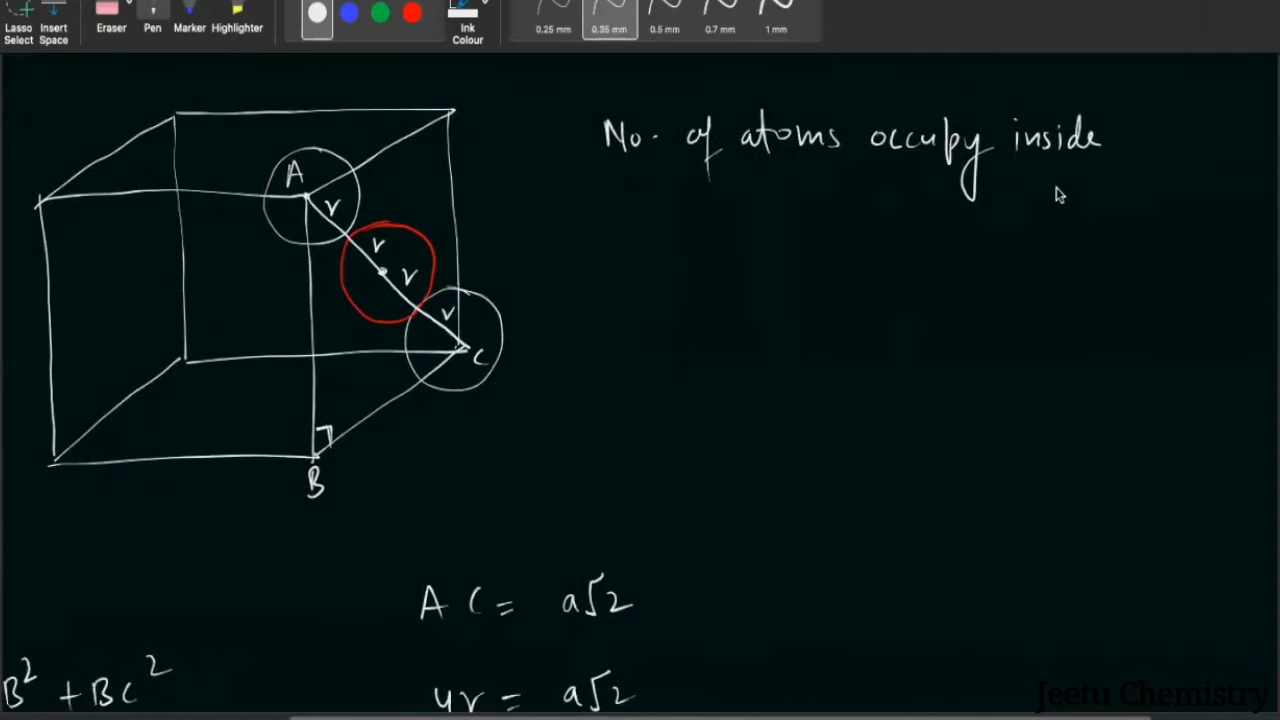 Lasso Select
Insert Space
Eraser
Pen
Marker
Highlighter
Ink Colour
0.25 mm
0.35 mm
0.5 mm
0.7 mm
1 mm
No. of atoms occupy inside
A
r
r
r
r
C
B
AC = a√2
B² + BC²
4r = a√2
Jeetu Chemistry